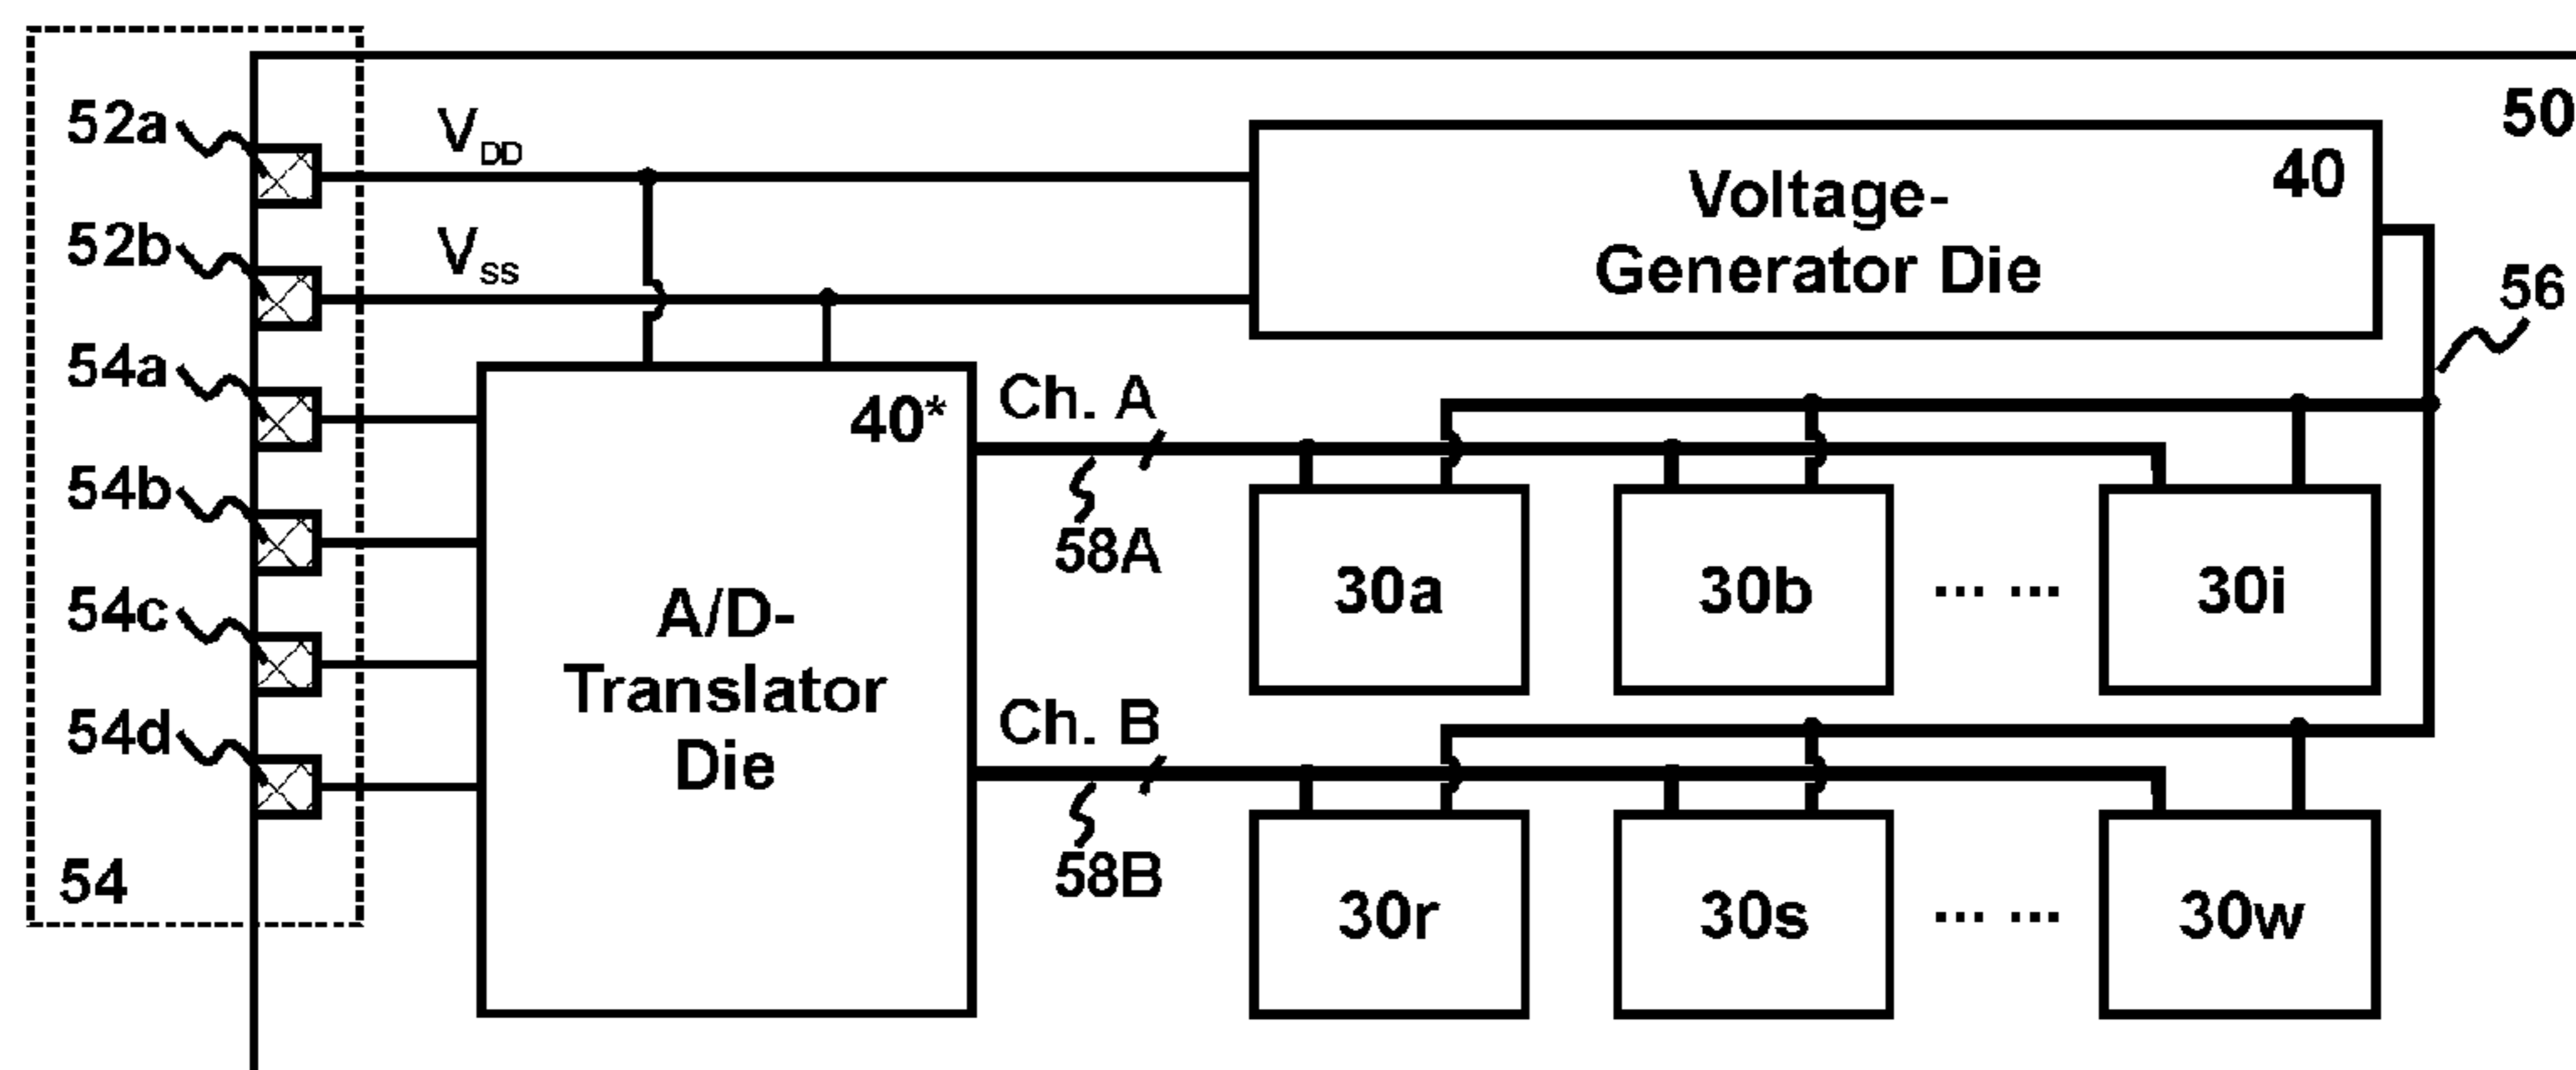 50
52a
V_DD
40
Voltage-
Generator Die
52b
V_SS
56
54a
Ch. A
40*
54b
58A
30a
30b
... ...
30i
54c
A/D-
Translator
Die
54d
Ch. B
58B
54
30r
30s
... ...
30w